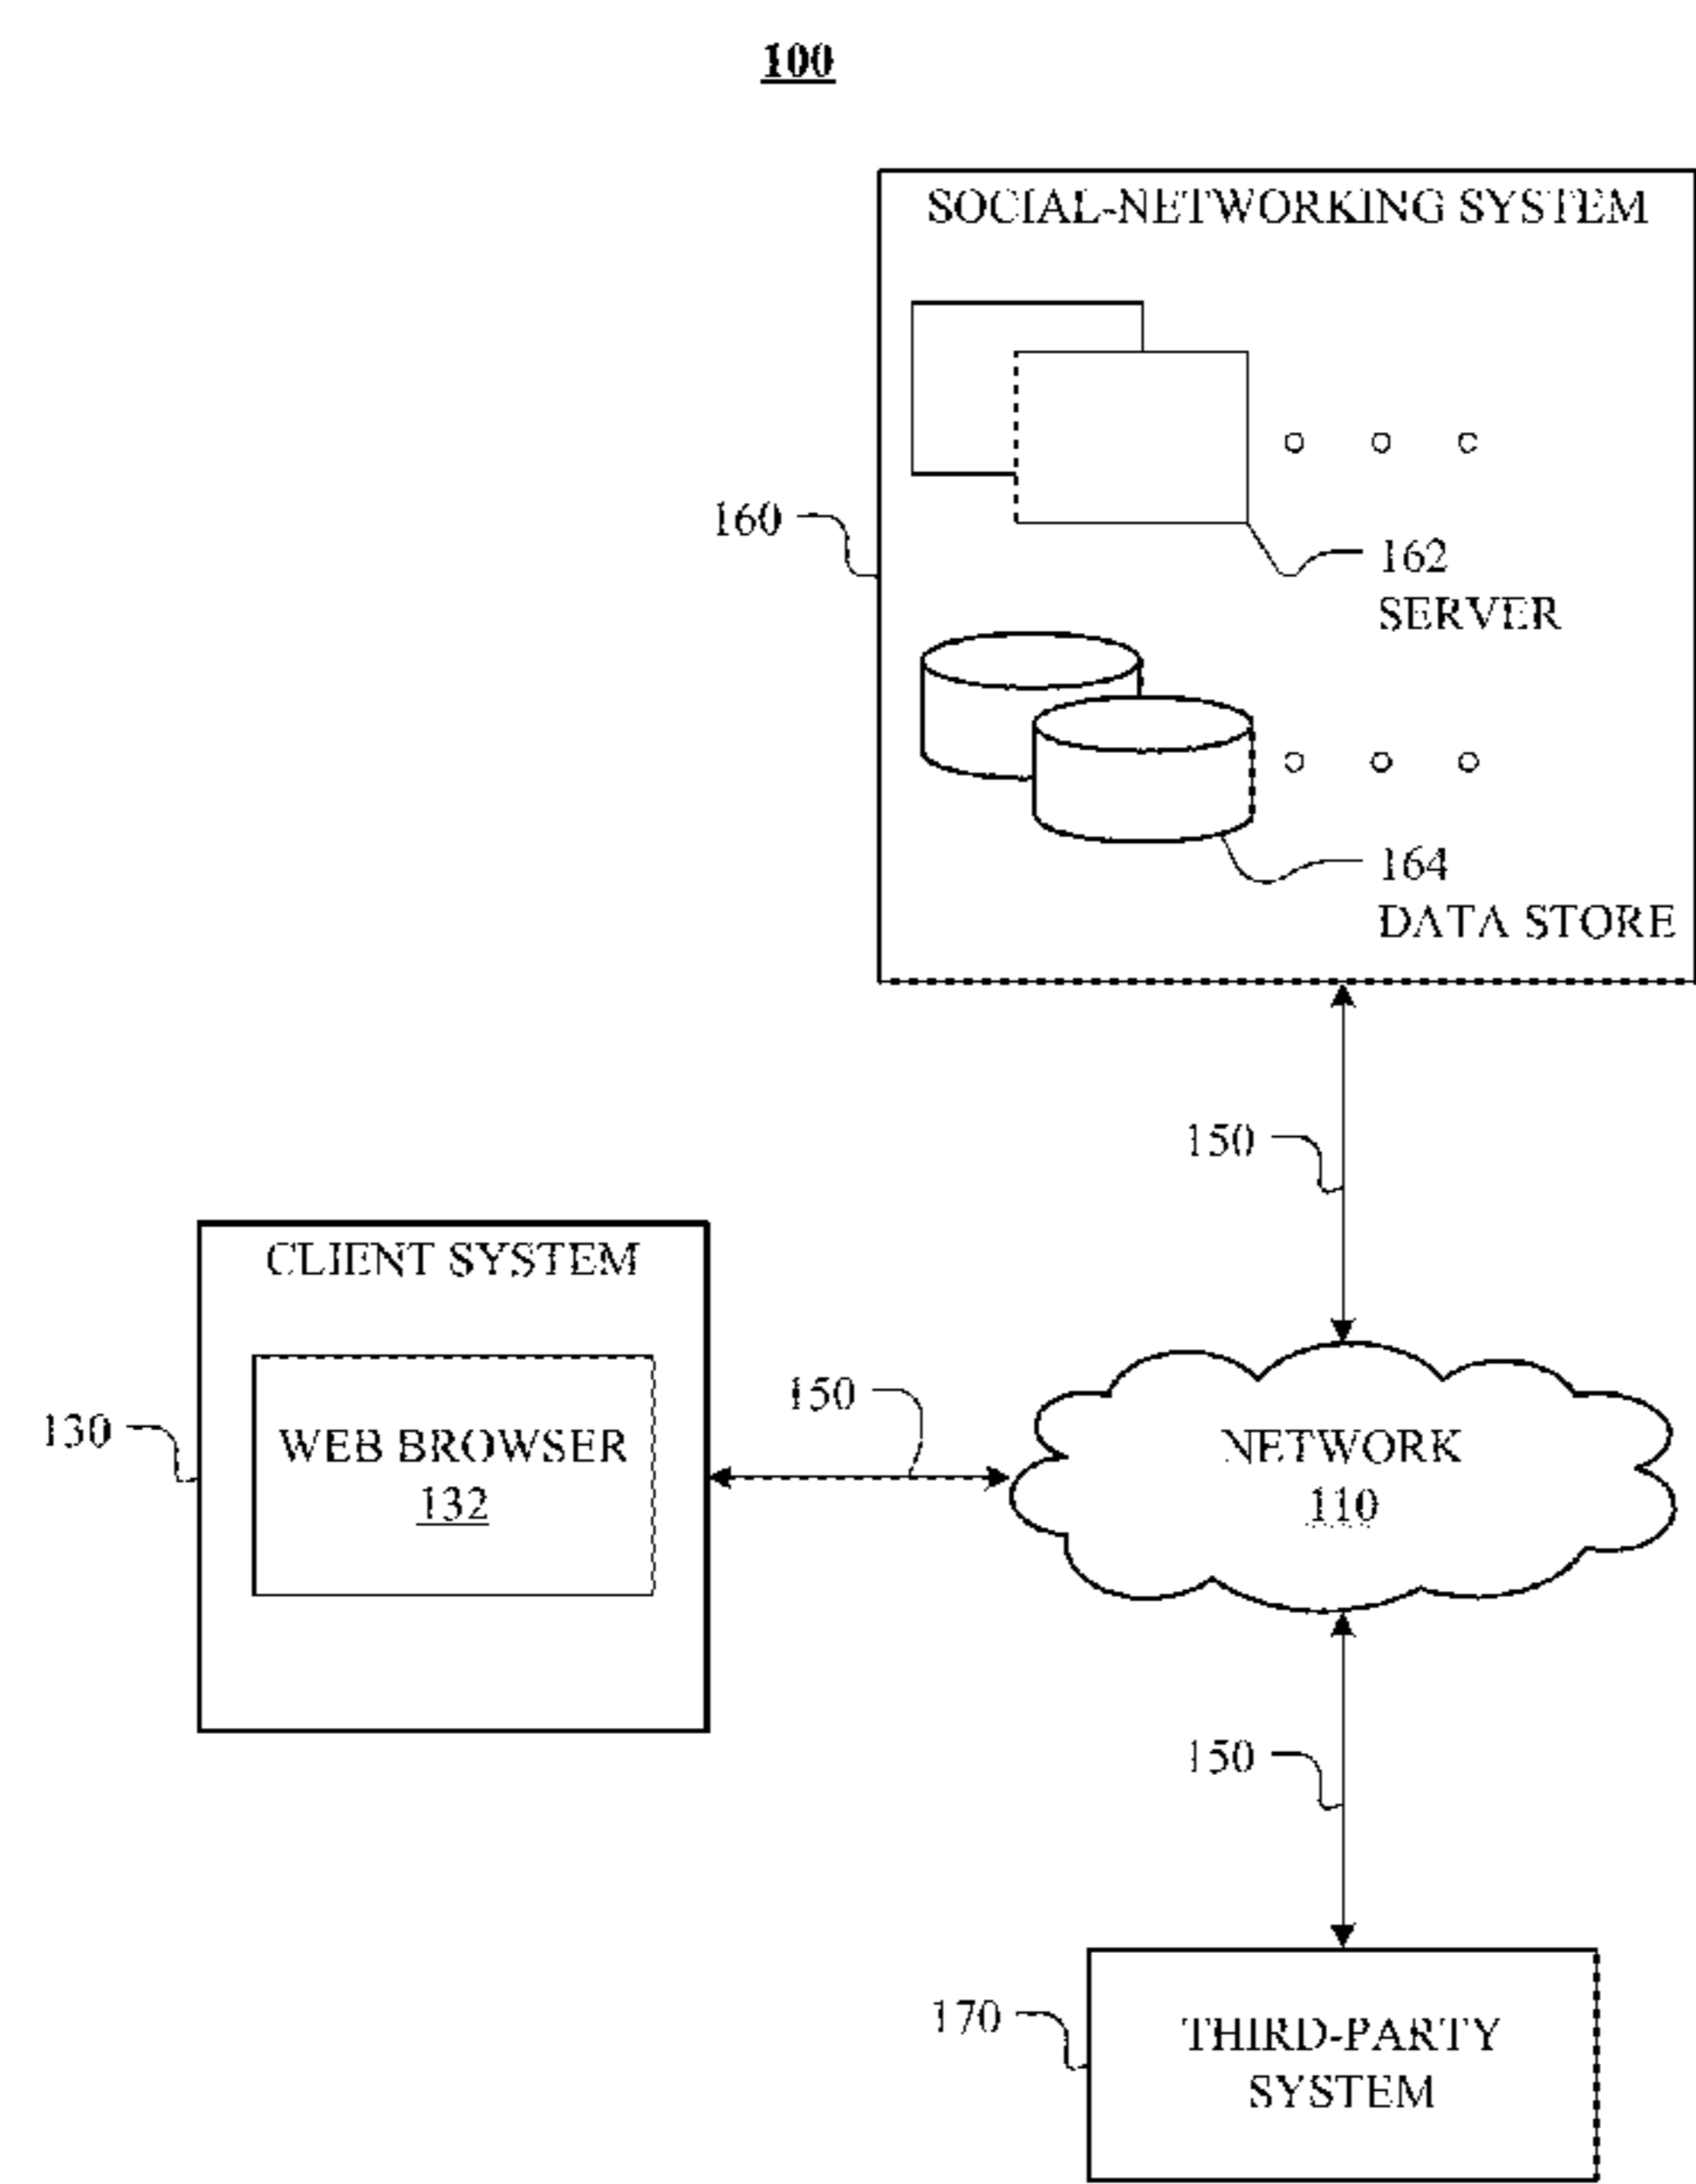 100
SOCIAL-NETWORKING SYSTEM
160
162
SERVER
164
DATA STORE
150
CLIENT SYSTEM
130
WEB BROWSER
132
150
NETWORK
110
150
170
THIRD-PARTY
SYSTEM